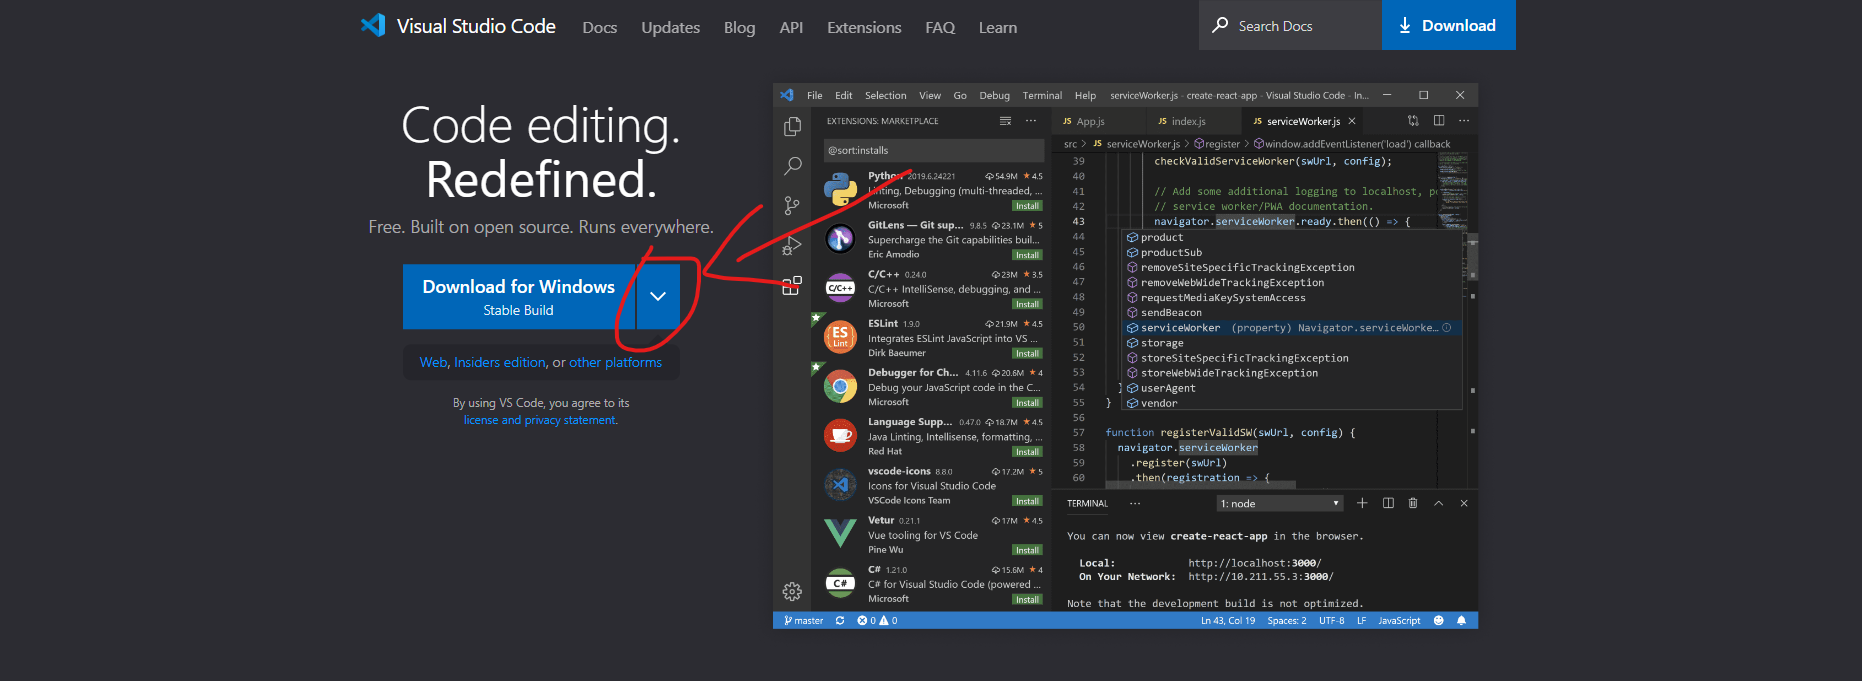 Visual Studio Code Docs Updates Blog API Extensions FAQ Learn Search Docs Download
Code editing.
Redefined.
Free. Built on open source. Runs everywhere.
Download for Windows
Stable Build
Web, Insiders edition, or other platforms
By using VS Code, you agree to its
license and privacy statement.
File Edit Selection View Go Debug Terminal Help serviceWorker.js - create-react-app - Visual Studio Code - In...
EXTENSIONS: MARKETPLACE
@sort:installs
Python 2019.6.24221 54.9M 4.5
Linting, Debugging (multi-threaded, ...
Microsoft Install
GitLens — Git sup... 9.8.5 23.1M 5
Supercharge the Git capabilities buil...
Eric Amodio Install
C/C++
C/C++ 0.24.0 23M 3.5
C/C++ IntelliSense, debugging, and ...
Microsoft Install
ES
Lint
ESLint 1.9.0 21.9M 4.5
Integrates ESLint JavaScript into VS ...
Dirk Baeumer Install
Debugger for Ch... 4.11.6 20.6M 4
Debug your JavaScript code in the C...
Microsoft Install
Language Supp... 0.47.0 18.7M 4.5
Java Linting, Intellisense, formatting, ...
Red Hat Install
vscode-icons 8.8.0 17.2M 5
Icons for Visual Studio Code
VSCode Icons Team Install
Vetur 0.21.1 17M 4.5
Vue tooling for VS Code
Pine Wu Install
C#
C# 1.21.0 15.6M 4
C# for Visual Studio Code (powered ...
Microsoft Install
JS App.js JS index.js JS serviceWorker.js
src > JS serviceWorker.js > register > window.addEventListener('load') callback
39 checkValidServiceWorker(swUrl, config);
40
41 // Add some additional logging to localhost, po
42 // service worker/PWA documentation.
43 navigator.serviceWorker.ready.then(() => {
44 product
45 productSub
46 removeSiteSpecificTrackingException
47 removeWebWideTrackingException
48 requestMediaKeySystemAccess
49 sendBeacon
50 serviceWorker (property) Navigator.serviceWorke...
51 storage
52 storeSiteSpecificTrackingException
53 storeWebWideTrackingException
54 } userAgent
55 } vendor
56
57 function registerValidSW(swUrl, config) {
58 navigator.serviceWorker
59 .register(swUrl)
60 .then(registration => {
TERMINAL ... 1: node
You can now view create-react-app in the browser.
Local: http://localhost:3000/
On Your Network: http://10.211.55.3:3000/
Note that the development build is not optimized.
master 0 0 Ln 43, Col 19 Spaces: 2 UTF-8 LF JavaScript